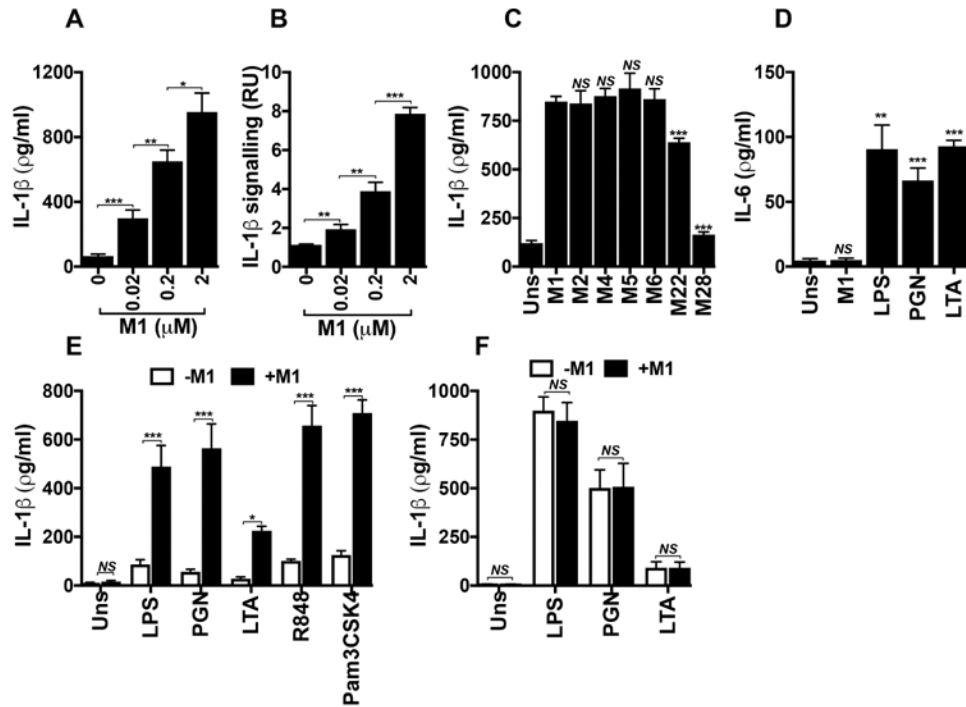 A
IL-1β (ρg/ml)
1200
800
400
0
***
**
*
0
0.02
0.2
2
M1 (μM)
B
IL-1β signalling (RU)
10
8
6
4
2
0
**
**
***
0
0.02
0.2
2
M1 (μM)
C
IL-1β (ρg/ml)
1000
750
500
250
0
NS
NS
NS
NS
***
***
Uns
M1
M2
M4
M5
M6
M22
M28
D
IL-6 (ρg/ml)
150
100
50
0
NS
**
***
***
Uns
M1
LPS
PGN
LTA
E
-M1
+M1
IL-1β (ρg/ml)
800
600
400
200
0
NS
***
***
*
***
***
Uns
LPS
PGN
LTA
R848
Pam3CSK4
F
-M1
+M1
IL-1β (ρg/ml)
1000
750
500
250
0
NS
NS
NS
NS
Uns
LPS
PGN
LTA